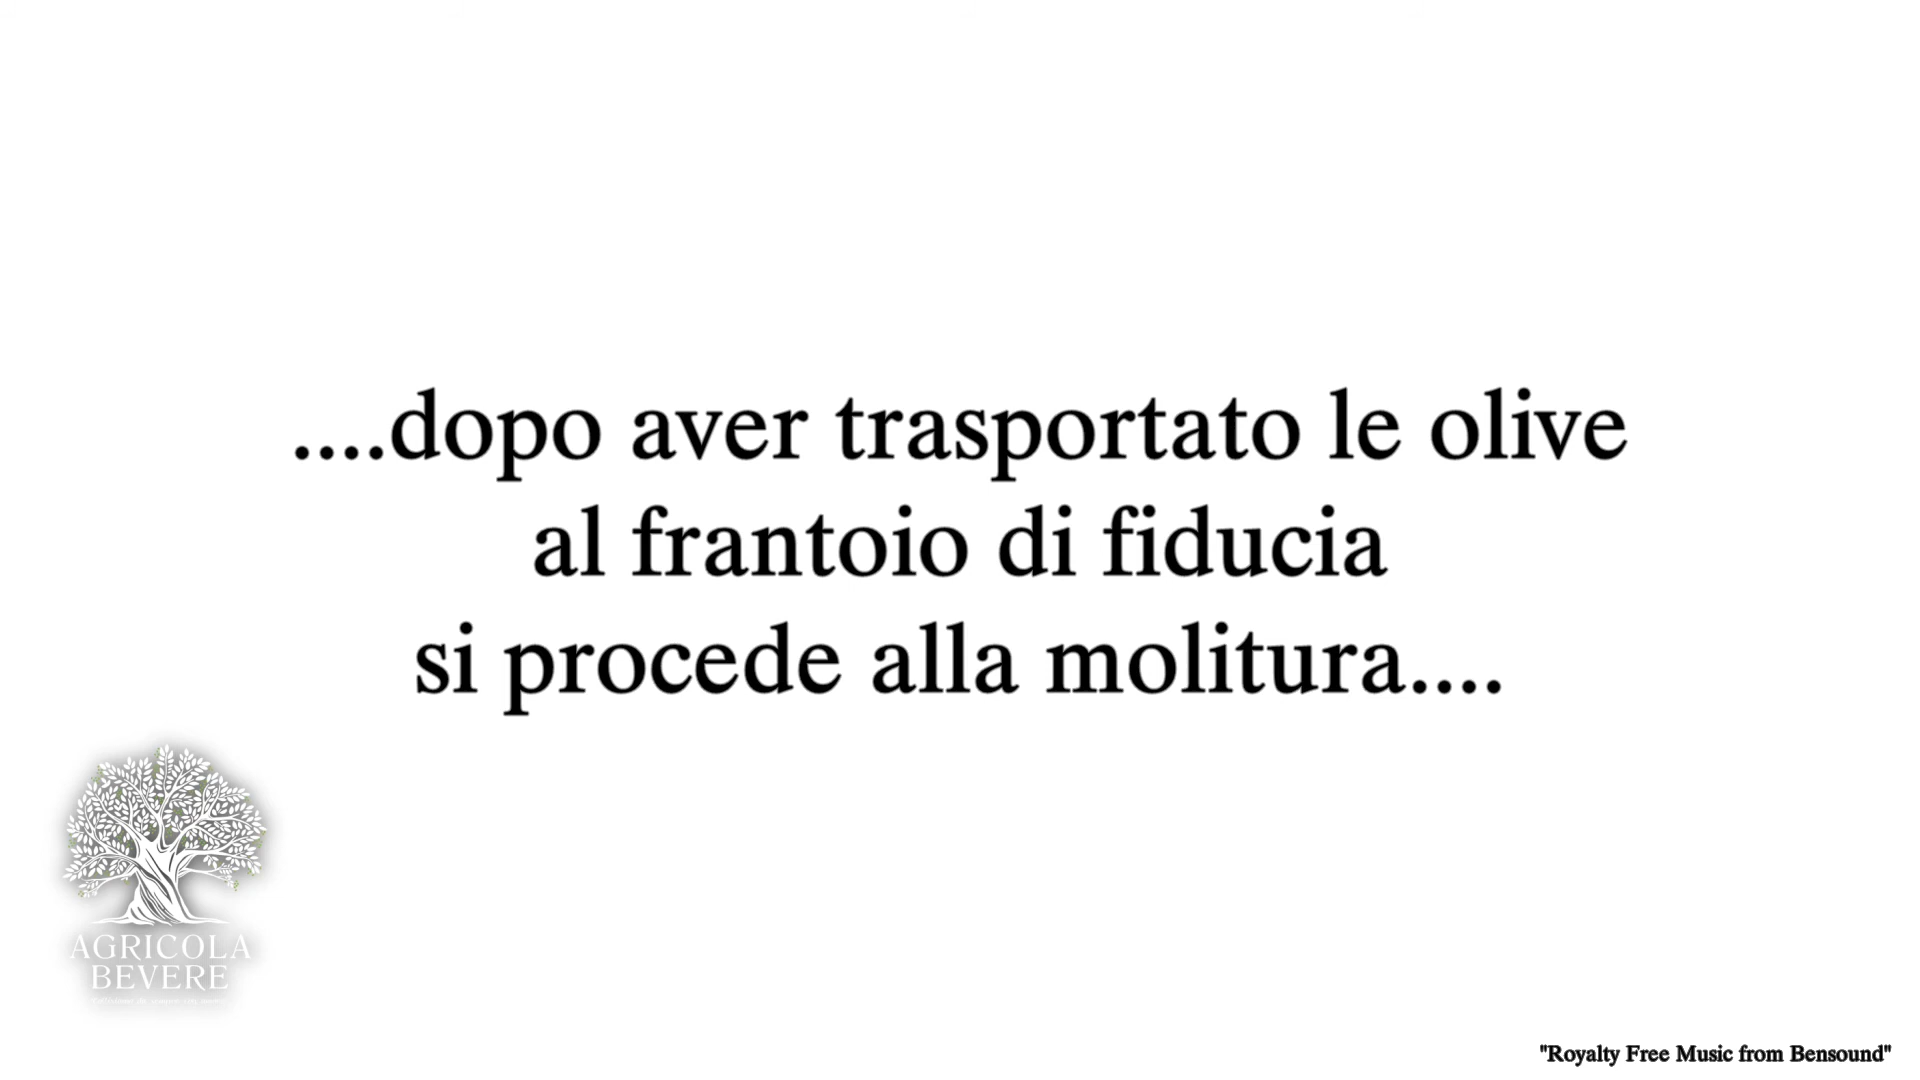 ....dopo aver trasportato le olive
al frantoio di fiducia
si procede alla molitura....
AGRICOLA
BEVERE
"Royalty Free Music from Bensound"